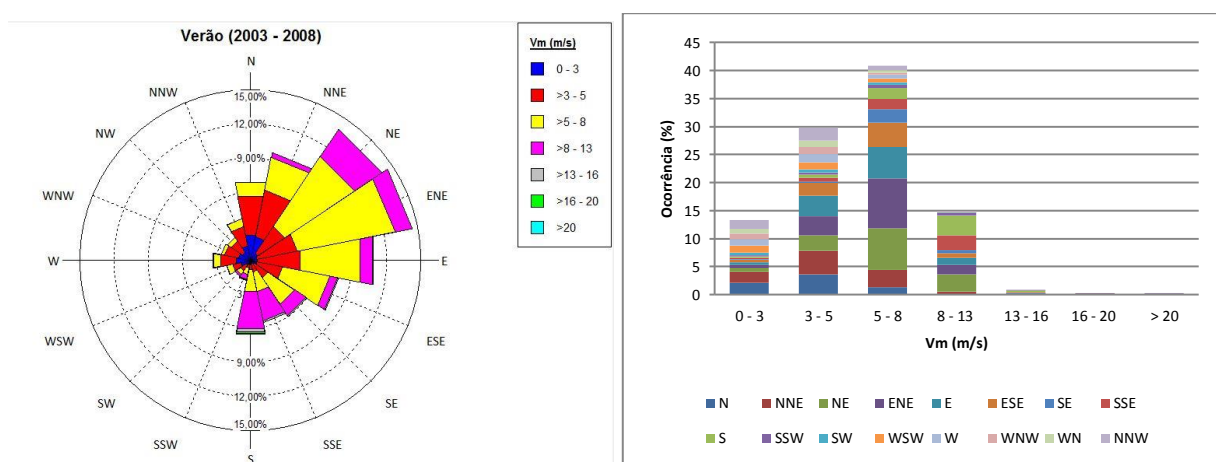 Verão (2003 - 2008)
N
NNE
NE
ENE
E
ESE
SE
SSE
S
SSW
SW
WSW
W
WNW
NW
NNW
15,00%
12,00%
9,00%
9,00%
12,00%
15,00%
Vm (m/s)
0 - 3
>3 - 5
>5 - 8
>8 - 13
>13 - 16
>16 - 20
>20
Ocorrência (%)
45
40
35
30
25
20
15
10
5
0
0 - 3 3 - 5 5 - 8 8 - 13 13 - 16 16 - 20 > 20
Vm (m/s)
N NNE NE ENE E ESE SE SSE
S SSW SW WSW W WNW WN NNW